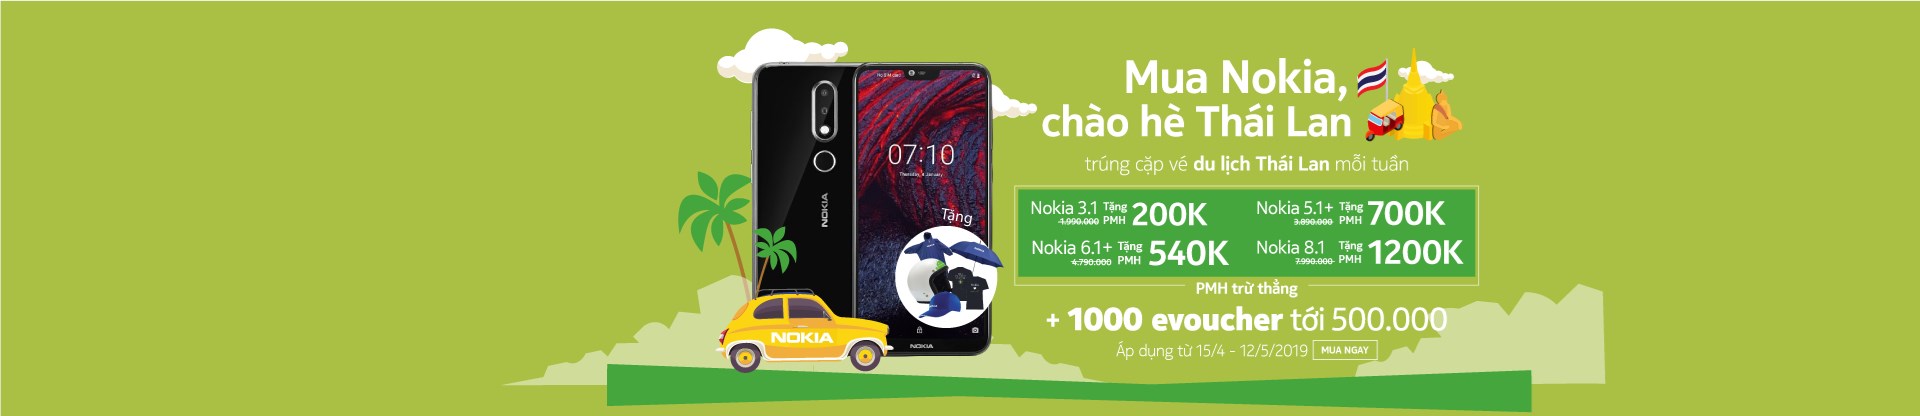 NOKIA
07:10
Thursday, 4 January
Tặng
NOKIA
NOKIA
Mua Nokia,
chào hè Thái Lan
trúng cặp vé du lịch Thái Lan mỗi tuần
Nokia 3.1 Tặng PMH 200K
1.990.000
Nokia 5.1+ Tặng PMH 700K
3.890.000
Nokia 6.1+ Tặng PMH 540K
4.790.000
Nokia 8.1 Tặng PMH 1200K
7.990.000
PMH trừ thẳng
+ 1000 evoucher tới 500.000
Áp dụng từ 15/4 - 12/5/2019 MUA NGAY